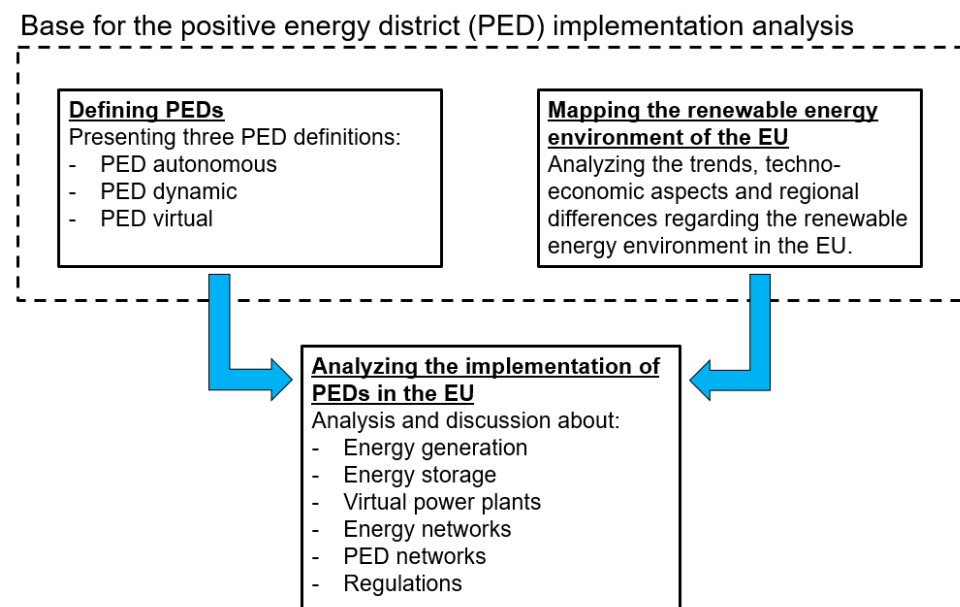 Base for the positive energy district (PED) implementation analysis
Defining PEDs
Presenting three PED definitions:
- PED autonomous
- PED dynamic
- PED virtual
Mapping the renewable energy
environment of the EU
Analyzing the trends, techno-
economic aspects and regional
differences regarding the renewable
energy environment in the EU.
Analyzing the implementation of
PEDs in the EU
Analysis and discussion about:
- Energy generation
- Energy storage
- Virtual power plants
- Energy networks
- PED networks
- Regulations